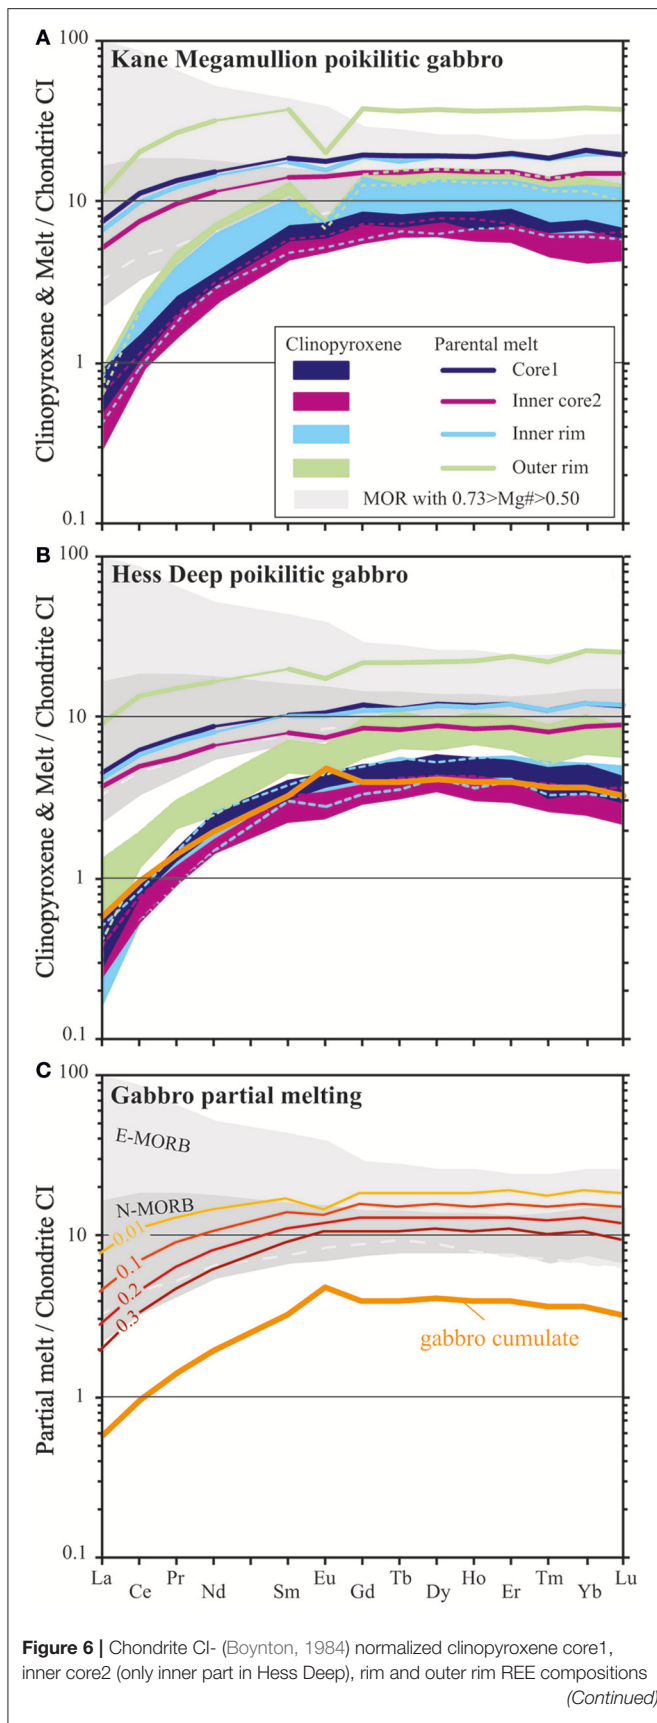 A
100
Kane Megamullion poikilitic gabbro
10
1
0.1
Clinopyroxene & Melt / Chondrite CI
Clinopyroxene Parental melt
Core1
Inner core2
Inner rim
Outer rim
MOR with 0.73>Mg#>0.50
B
100
Hess Deep poikilitic gabbro
10
1
0.1
Clinopyroxene & Melt / Chondrite CI
C
100
Gabbro partial melting
E-MORB
N-MORB
0.01
0.1
0.2
0.3
10
gabbro cumulate
1
0.1
Partial melt / Chondrite CI
La Ce Pr Nd Sm Eu Gd Tb Dy Ho Er Tm Yb Lu
Figure 6 | Chondrite CI- (Boynton, 1984) normalized clinopyroxene core1,
inner core2 (only inner part in Hess Deep), rim and outer rim REE compositions
(Continued)